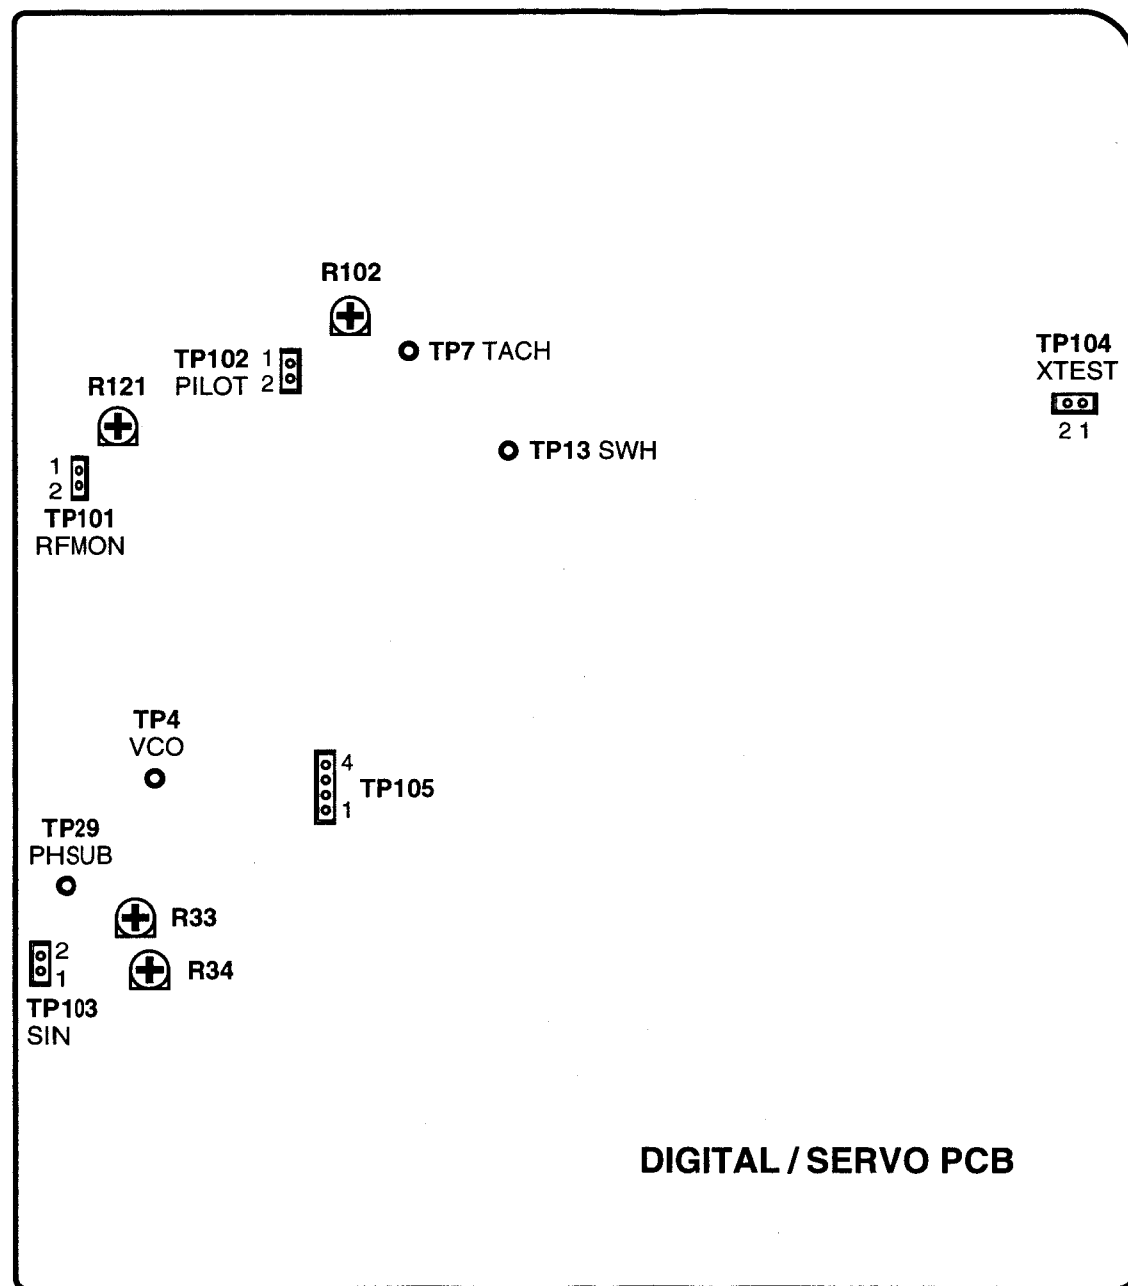 R102
TP102 1
PILOT 2
TP7 TACH
TP104
XTEST
2 1
R121
TP13 SWH
1
2
TP101
RFMON
TP4
VCO
4
TP105
1
TP29
PHSUB
R33
2
1
R34
TP103
SIN
DIGITAL / SERVO PCB